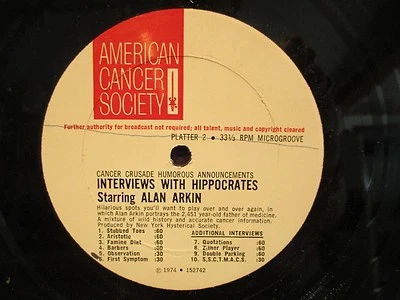 AMERICAN
CANCER
SOCIETY
PLATTER 2 • 33⅓ RPM MICROGROOVE
Further authority for broadcast not required; all talent, music and copyright cleared
CANCER CRUSADE HUMOROUS ANNOUNCEMENTS
INTERVIEWS WITH HIPPOCRATES
Starring ALAN ARKIN
Hilarious spots you'll want to play over and over again, in
which Alan Arkin portrays the 2,451 year-old father of medicine.
A mixture of wild history and accurate cancer information.
Produced by New York Hysterical Society.
ADDITIONAL INTERVIEWS
1. Stubbed Toes :60 7. Quotations :60
2. Aristotle :60 8. Zither Player :60
3. Famine Diet :60 9. Double Parking :60
4. Barbers :60 10. S.S.C.T.M.A.C.S. :30
5. Observation :30
6. First Symptom :30
© 1974 • 152742